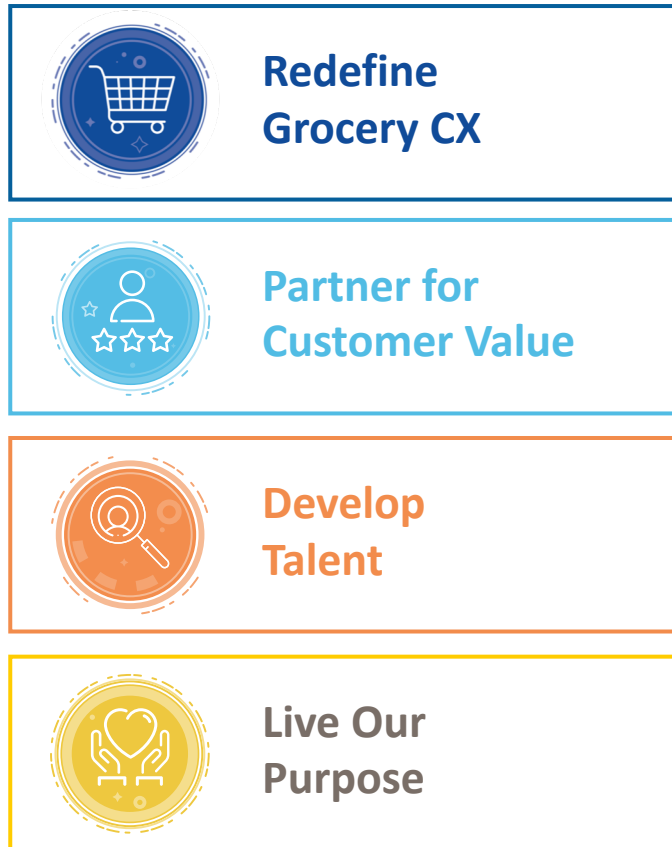 Redefine
Grocery CX
Partner for
Customer Value
Develop
Talent
Live Our
Purpose